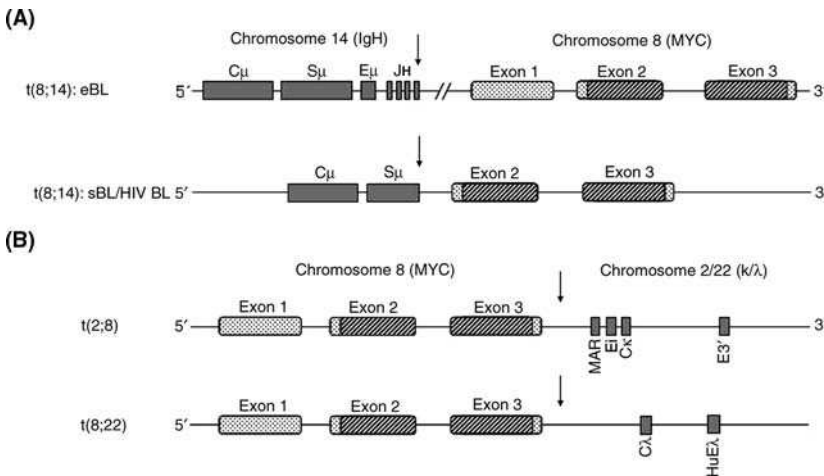 (A)
Chromosome 14 (IgH) Chromosome 8 (MYC)
Cμ Sμ Eμ JH Exon 1 Exon 2 Exon 3
t(8;14): eBL 5′ 3′
Cμ Sμ Exon 2 Exon 3
t(8;14): sBL/HIV BL 5′ 3
(B)
Chromosome 8 (MYC) Chromosome 2/22 (k/λ)
Exon 1 Exon 2 Exon 3
t(2;8) 5′ 3
MAR Ei Cκ E3′
Exon 1 Exon 2 Exon 3
t(8;22) 5′
Cλ HuEλ